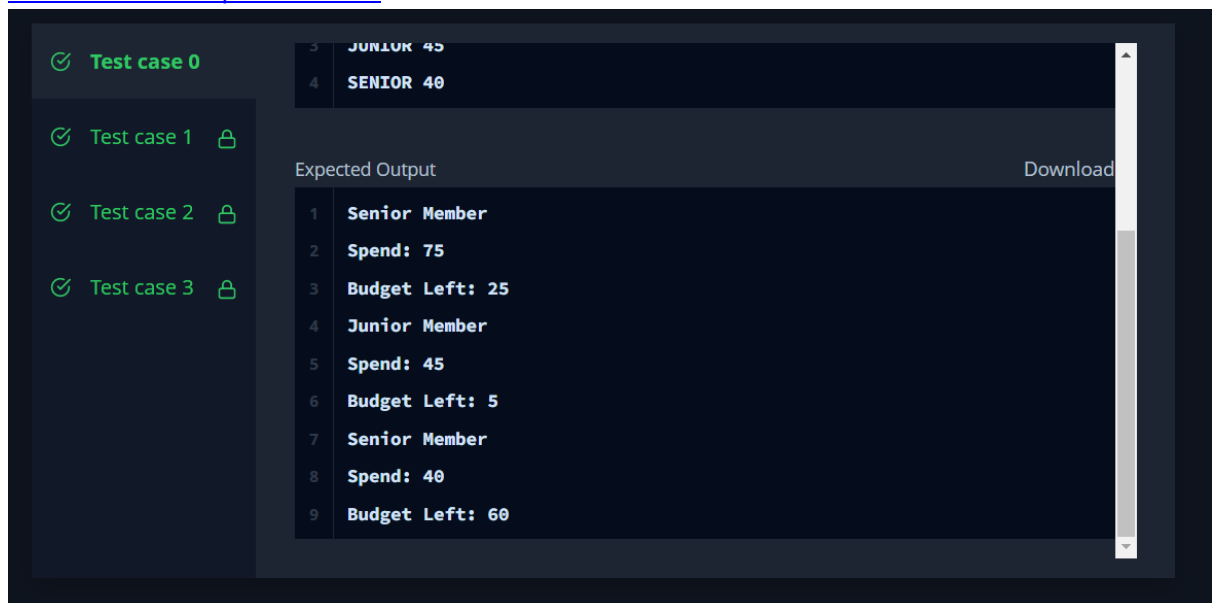 Test case 0
Test case 1
Test case 2
Test case 3
3 JUNIOR 45
4 SENIOR 40
Expected Output Download
1 Senior Member
2 Spend: 75
3 Budget Left: 25
4 Junior Member
5 Spend: 45
6 Budget Left: 5
7 Senior Member
8 Spend: 40
9 Budget Left: 60